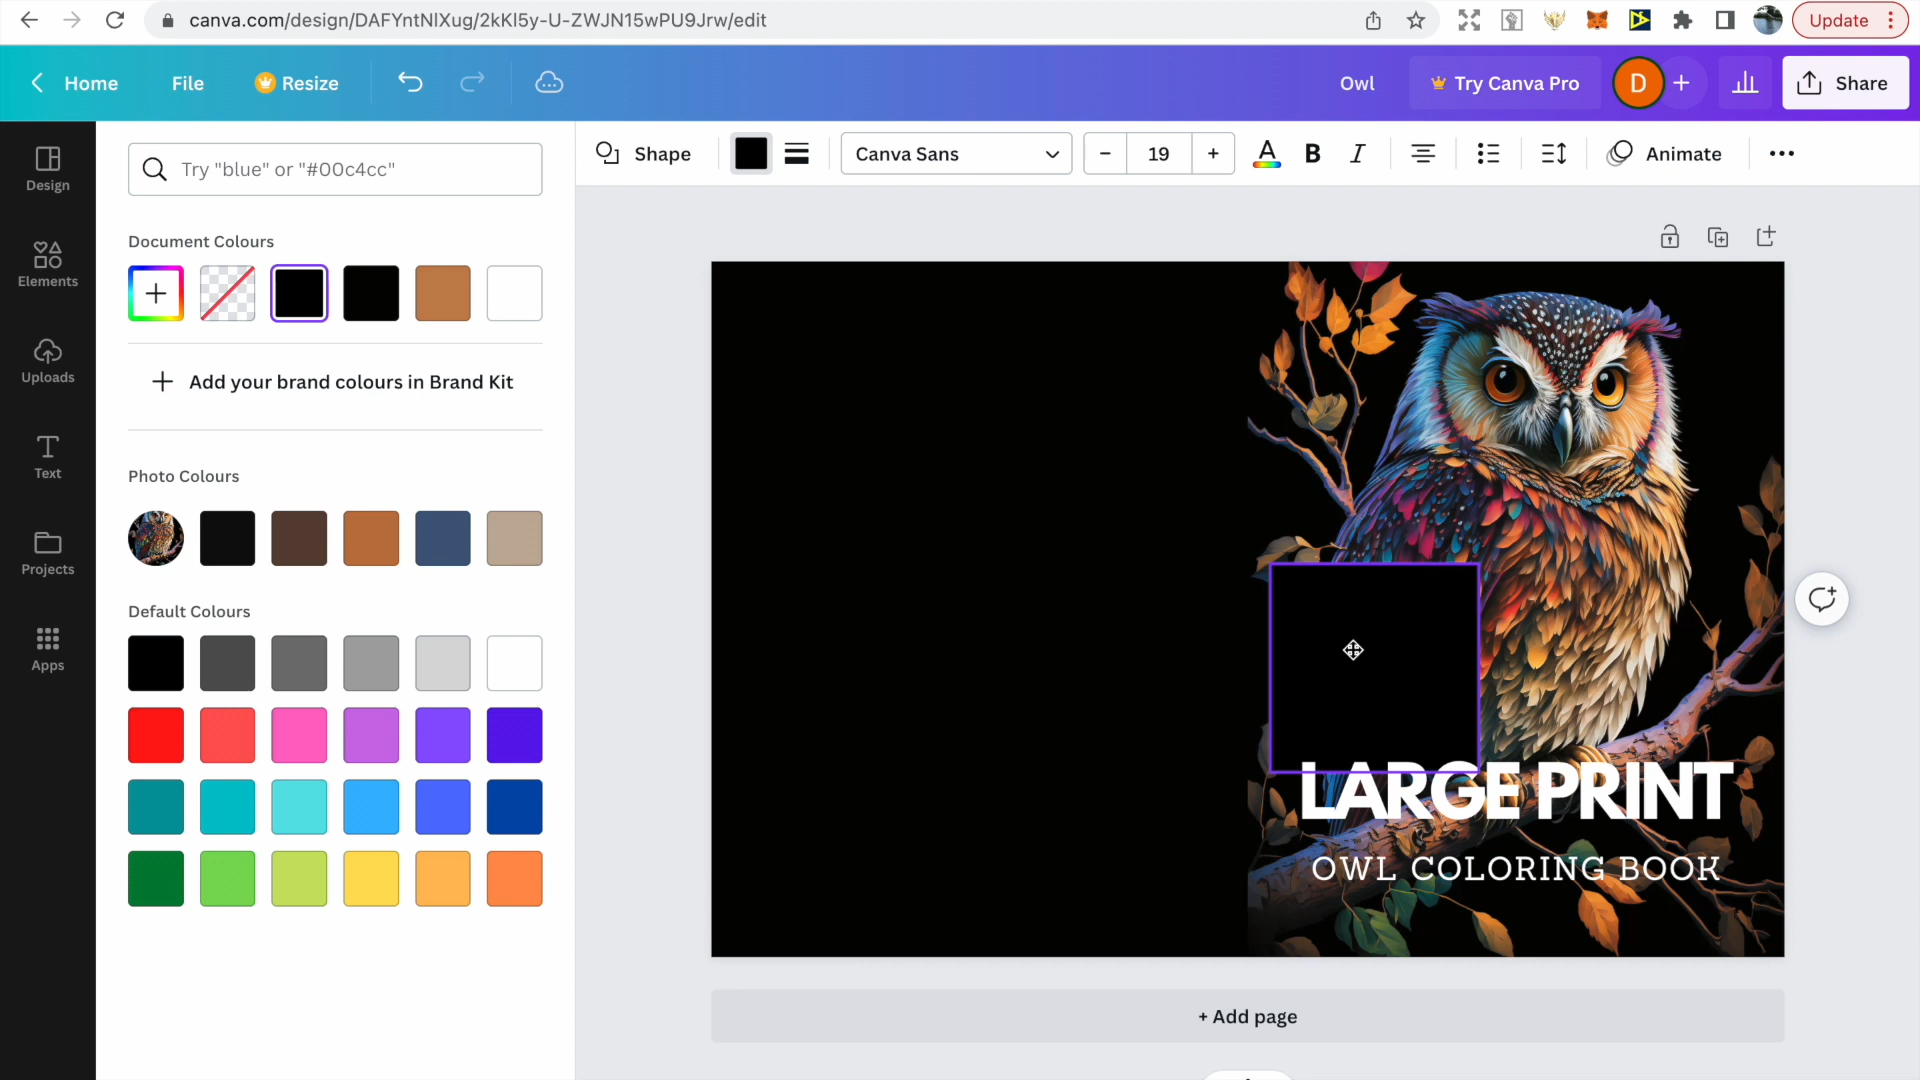 canva.com/design/DAFYntNlXug/2kKl5y-U-ZWJN15wPU9Jrw/edit
Update
Home
File
Resize
Owl
Try Canva Pro
D
Share
Design
Elements
Uploads
Text
Projects
Apps
Try "blue" or "#00c4cc"
Document Colours
Add your brand colours in Brand Kit
Photo Colours
Default Colours
Shape
Canva Sans
19
A
B
I
Animate
LARGE PRINT
OWL COLORING BOOK
+ Add page